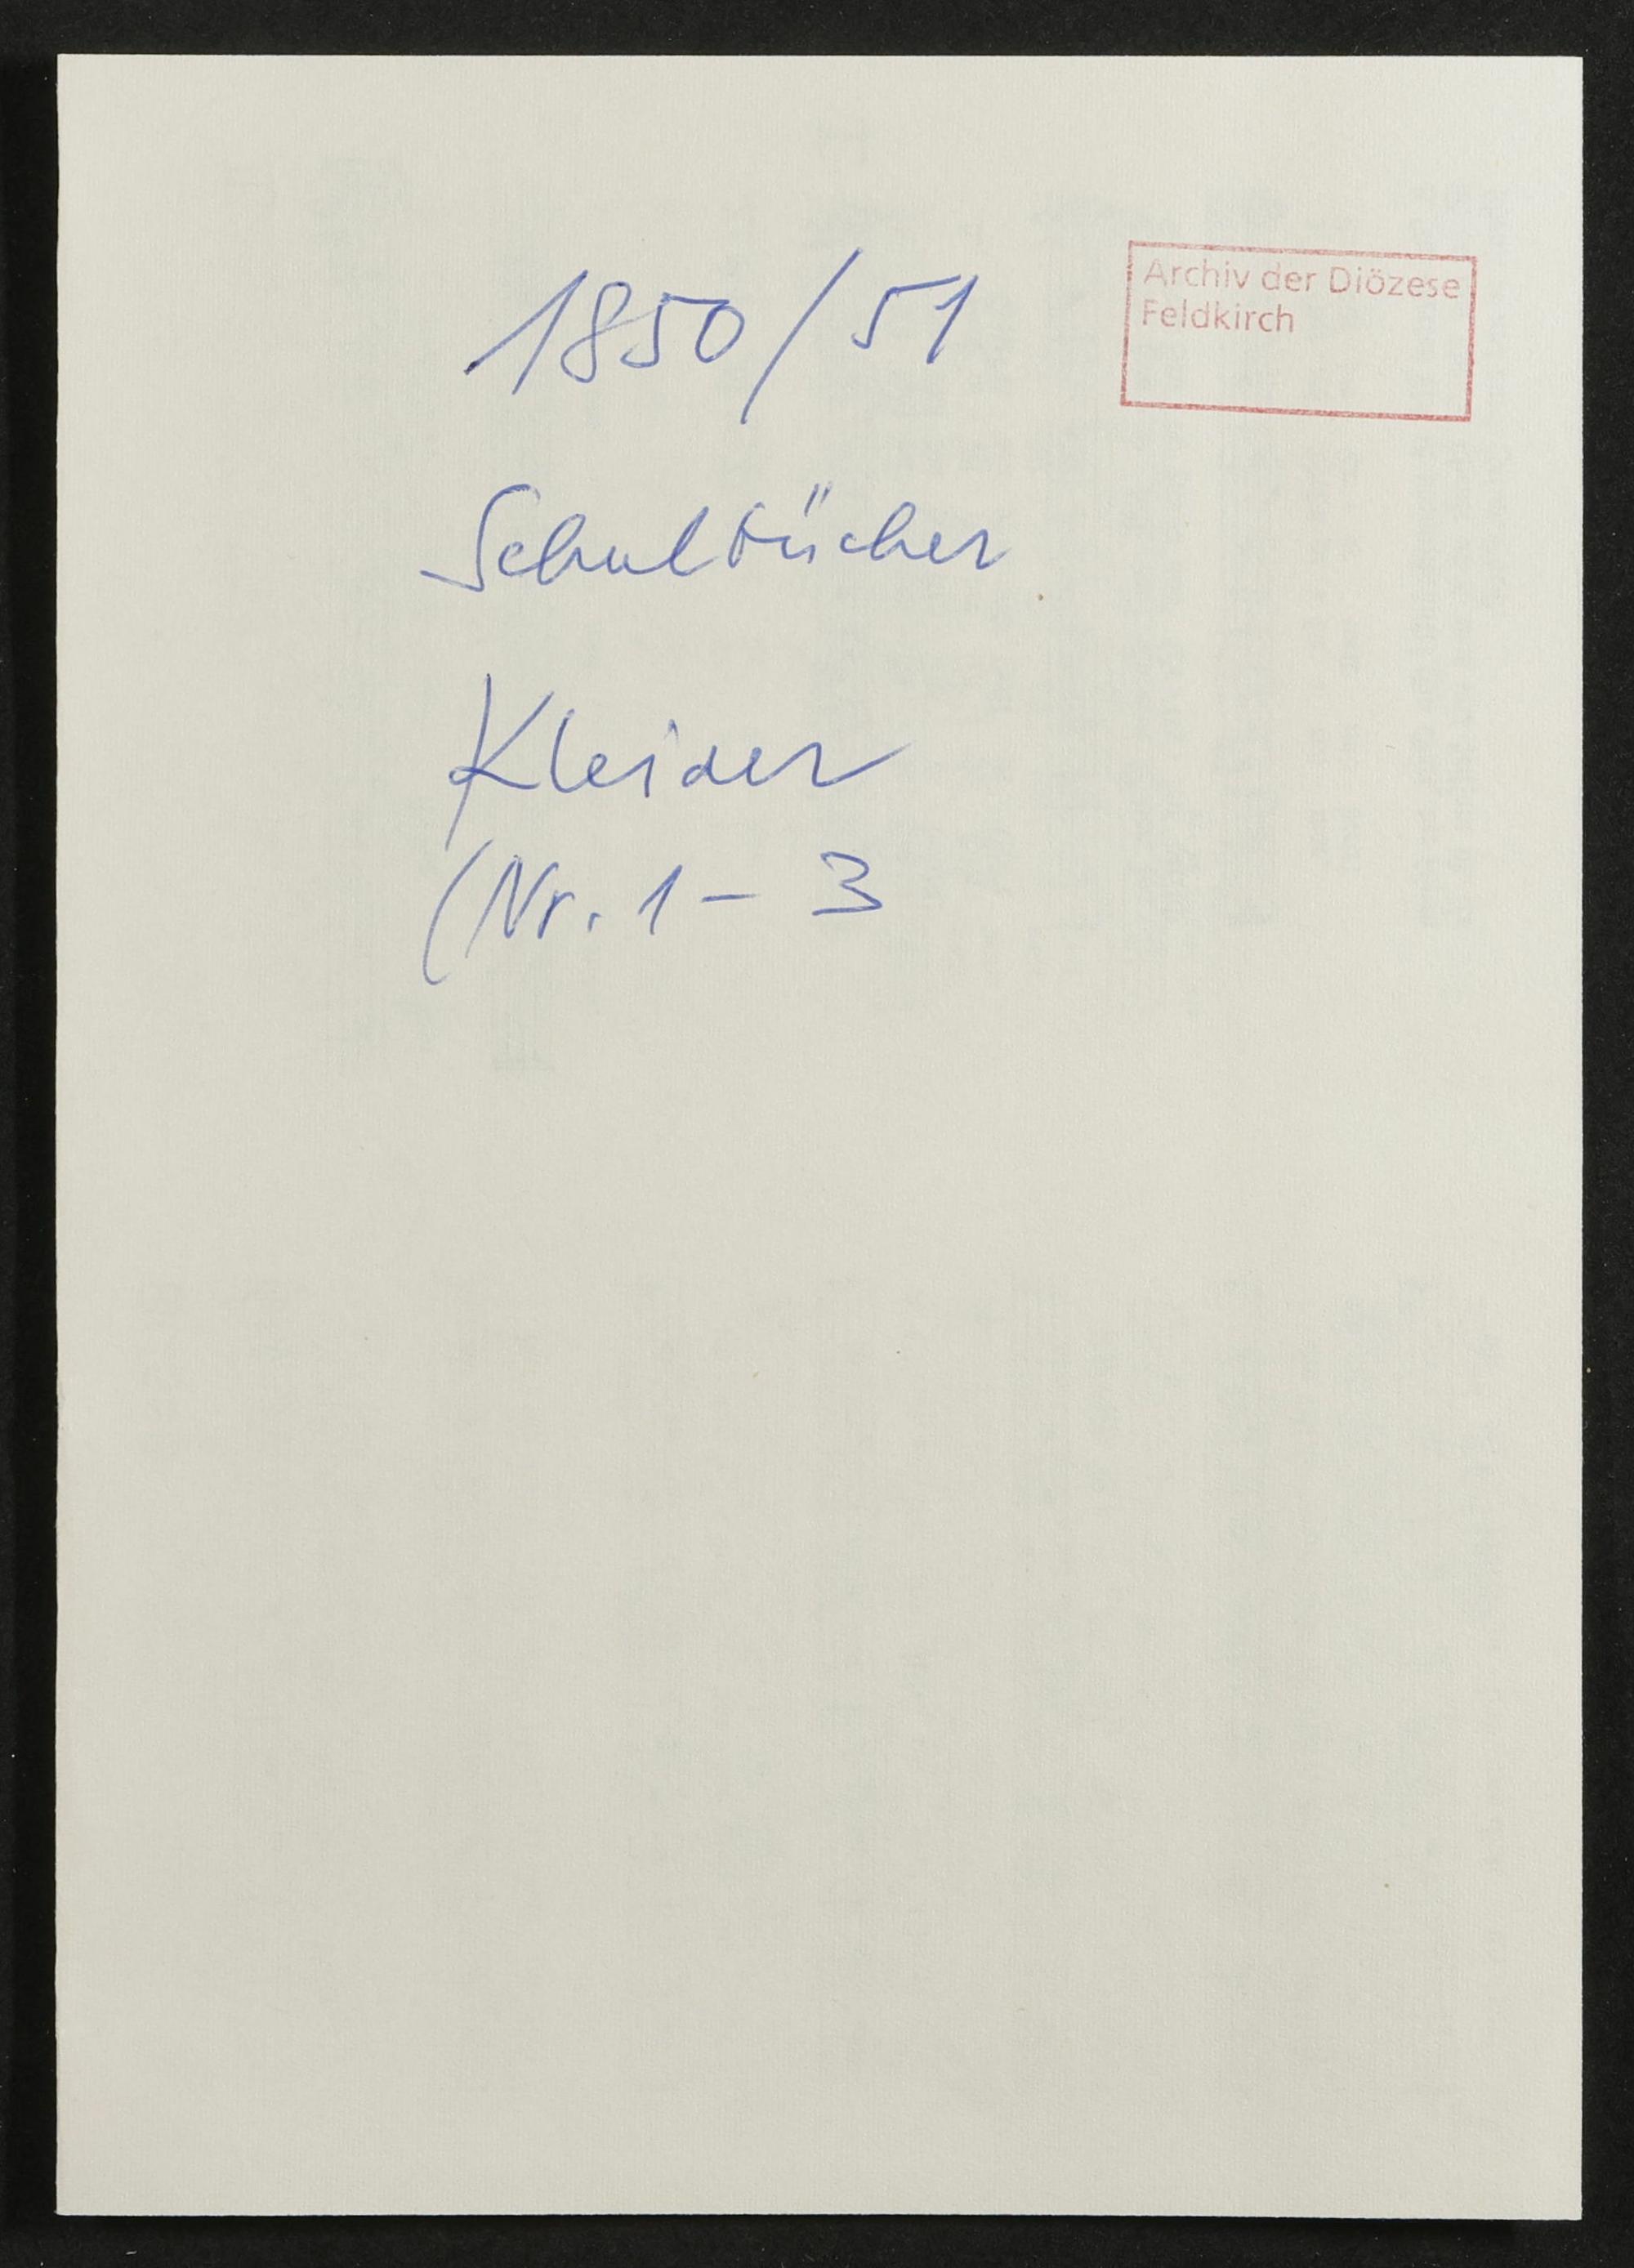 1850/51
Archiv der Diözese
Feldkirch
Schulbücher
Kleider
(Nr. 1 - 3